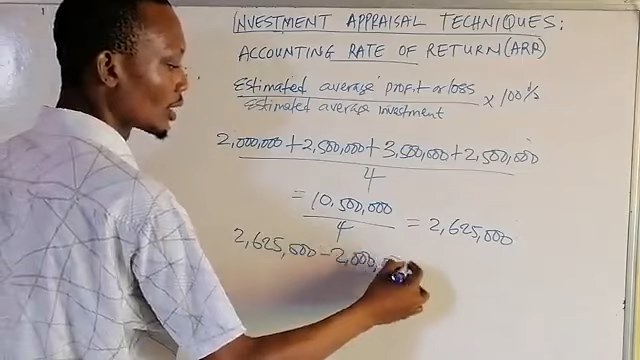 INVESTMENT APPRAISAL TECHNIQUES:
ACCOUNTING RATE OF RETURN (ARR)
Estimated average profit or loss
Estimated average investment
× 100%
2,000,000 + 2,500,000 + 3,500,000 + 2,500,000
4
= 10,500,000
4
= 2,625,000
2,625,000 - 2,000,